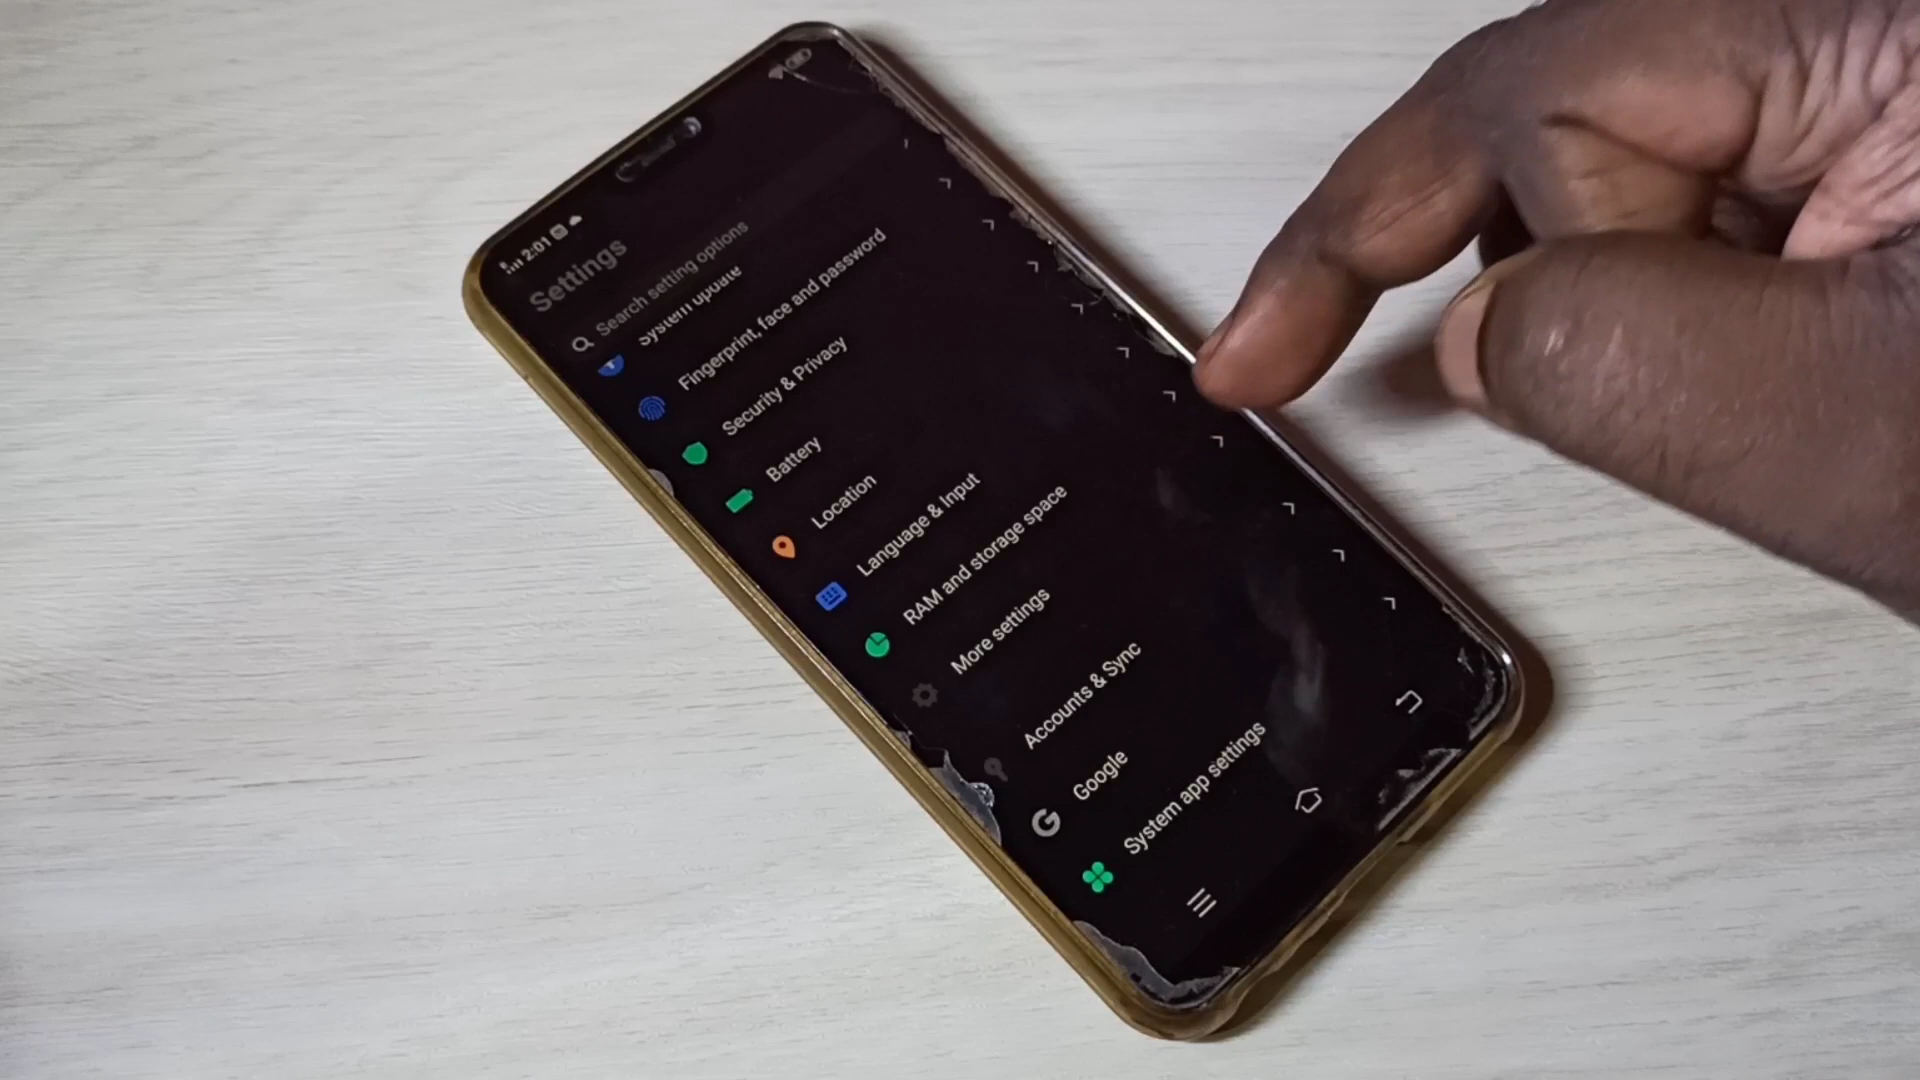 2:01
Settings
Search setting options
System update
Fingerprint, face and password
Security & Privacy
Battery
Location
Language & Input
RAM and storage space
More settings
Accounts & Sync
Google
System app settings